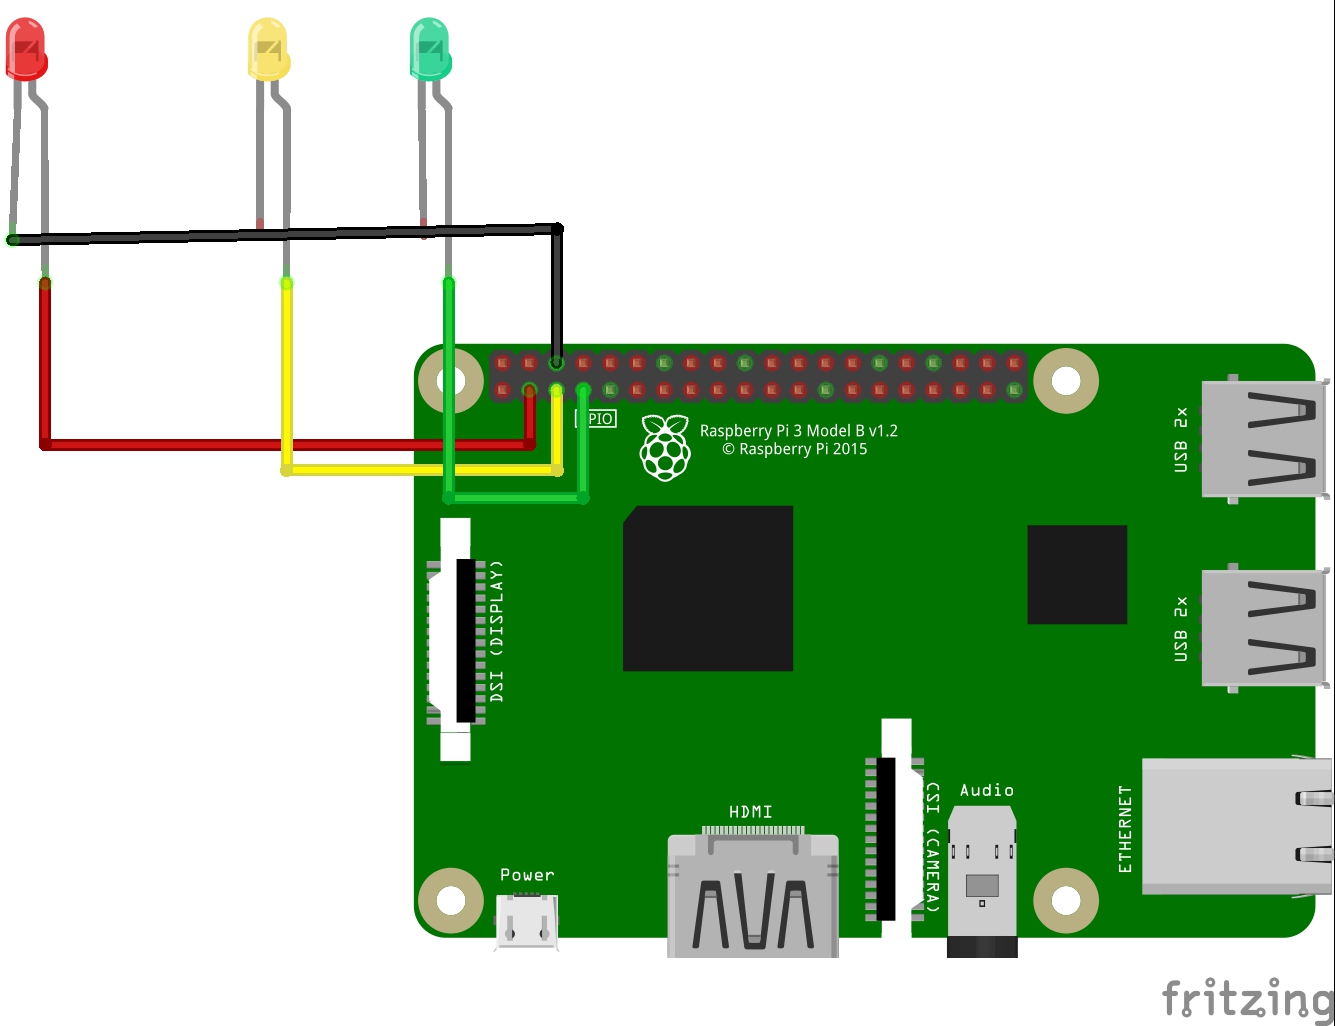 GPIO
Raspberry Pi 3 Model B v1.2
© Raspberry Pi 2015
USB 2x
DSI (DISPLAY)
USB 2x
CSI (CAMERA)
Audio
ETHERNET
HDMI
Power
fritzing